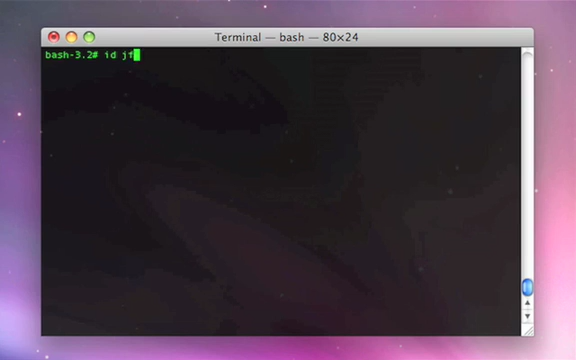 Terminal — bash — 80×24
bash-3.2# id jf